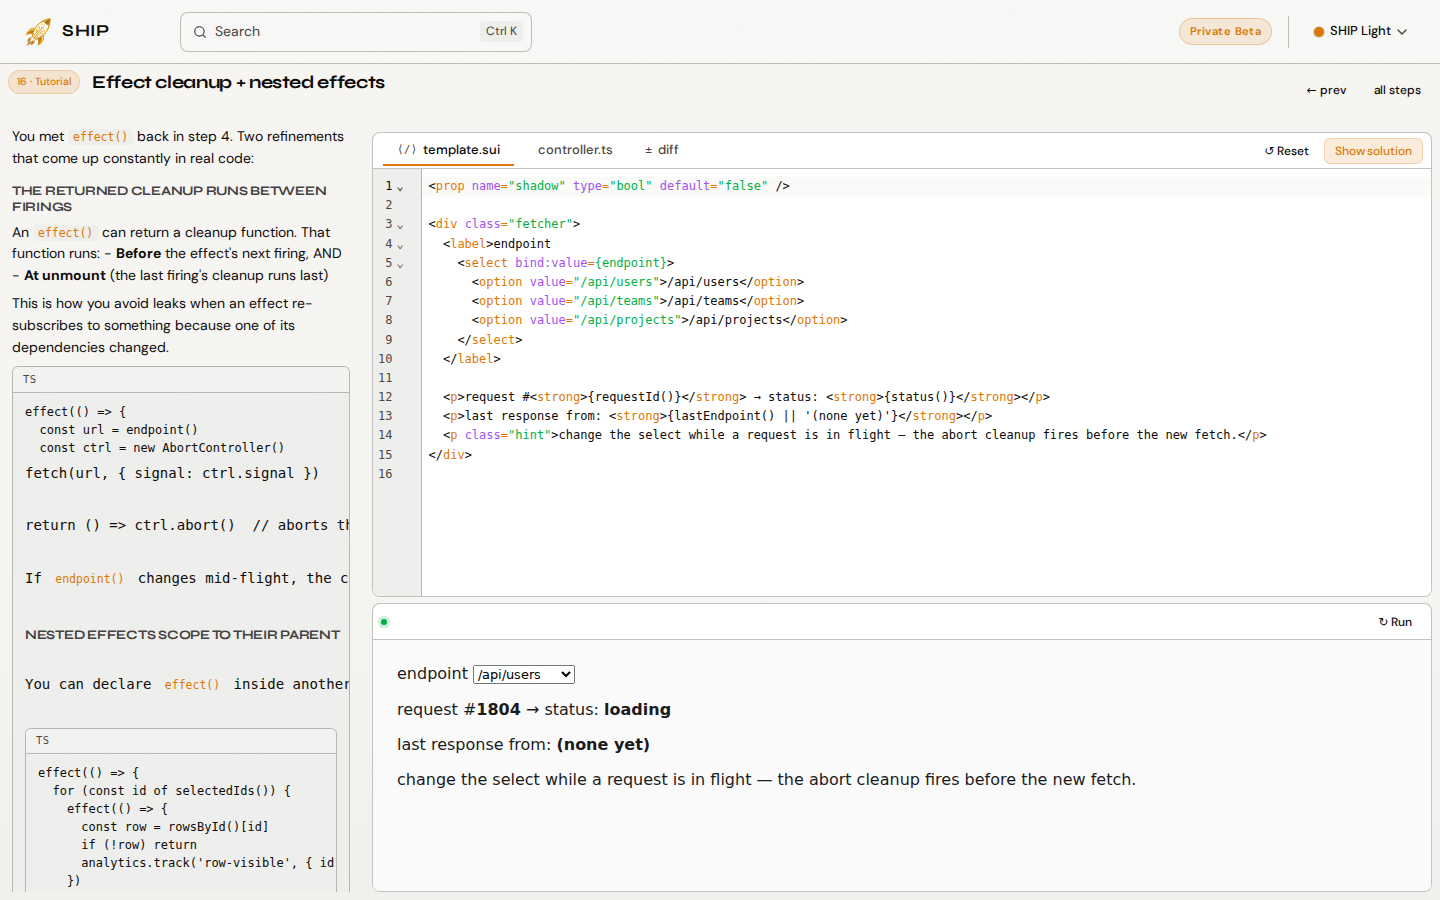 SHIP
Search
Ctrl K
Private Beta
SHIP Light
16 · Tutorial
Effect cleanup + nested effects
← prev
all steps
You met effect() back in step 4. Two refinements
that come up constantly in real code:
THE RETURNED CLEANUP RUNS BETWEEN
FIRINGS
An effect() can return a cleanup function. That
function runs: – Before the effect's next firing, AND
– At unmount (the last firing's cleanup runs last)
This is how you avoid leaks when an effect re-
subscribes to something because one of its
dependencies changed.
TS
effect(() => {
  const url = endpoint()
  const ctrl = new AbortController()
fetch(url, { signal: ctrl.signal })
return () => ctrl.abort()  // aborts th
If endpoint() changes mid-flight, the c
NESTED EFFECTS SCOPE TO THEIR PARENT
You can declare effect() inside another
TS
effect(() => {
  for (const id of selectedIds()) {
    effect(() => {
      const row = rowsById()[id]
      if (!row) return
      analytics.track('row-visible', { id
    })
template.sui
controller.ts
± diff
↺ Reset
Show solution
1 <prop name="shadow" type="bool" default="false" />
2
3 <div class="fetcher">
4   <label>endpoint
5     <select bind:value={endpoint}>
6       <option value="/api/users">/api/users</option>
7       <option value="/api/teams">/api/teams</option>
8       <option value="/api/projects">/api/projects</option>
9     </select>
10   </label>
11
12   <p>request #<strong>{requestId()}</strong> → status: <strong>{status()}</strong></p>
13   <p>last response from: <strong>{lastEndpoint() || '(none yet)'}</strong></p>
14   <p class="hint">change the select while a request is in flight — the abort cleanup fires before the new fetch.</p>
15 </div>
16
↻ Run
endpoint /api/users
request #1804 → status: loading
last response from: (none yet)
change the select while a request is in flight — the abort cleanup fires before the new fetch.